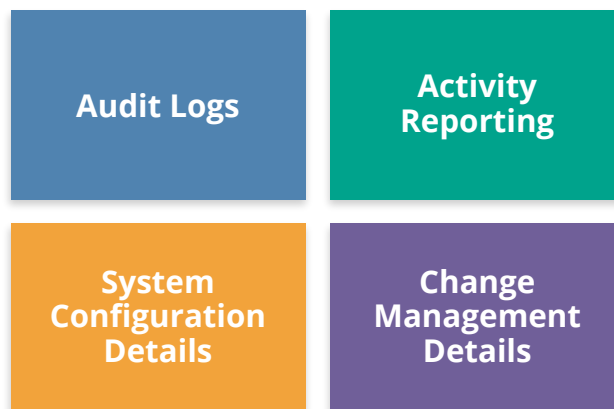 Audit Logs
Activity
Reporting
System
Configuration
Details
Change
Management
Details